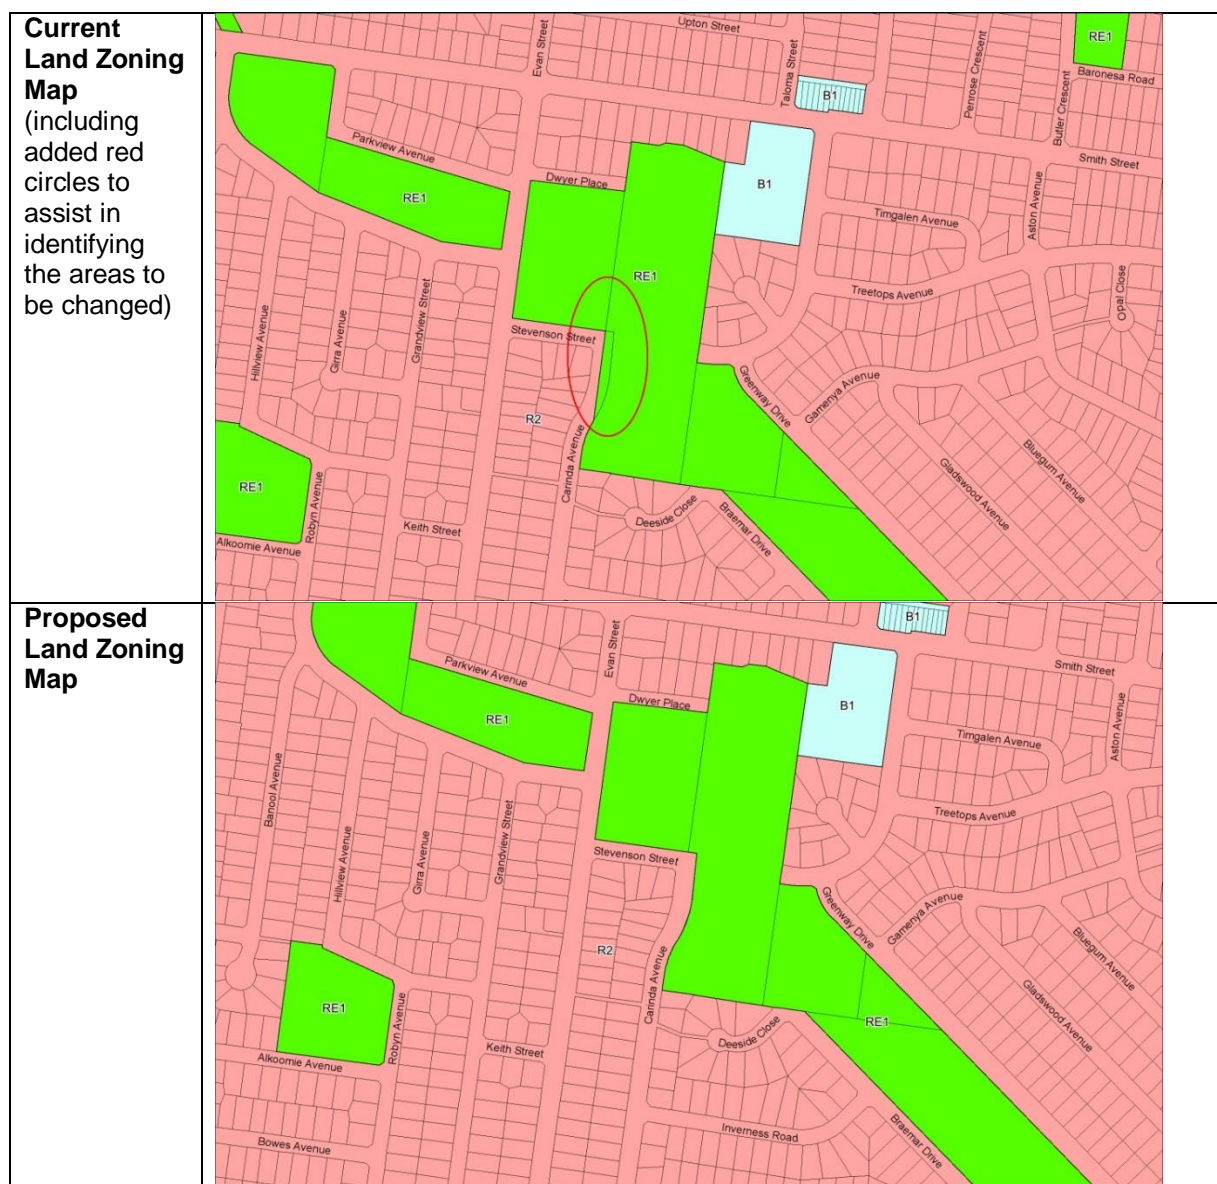 Current
Land Zoning
Map
(including
added red
circles to
assist in
identifying
the areas to
be changed)
Upton Street
Evan Street
Taloma Street
Penrose Crescent
RE1
Baronesa Road
Butler Crescent
B1
Smith Street
Parkview Avenue
RE1
Dwyer Place
B1
Timgalen Avenue
Aston Avenue
RE1
Treetops Avenue
Opal Close
Hillview Avenue
Girra Avenue
Grandview Street
Stevenson Street
Greenway Drive
Gamenya Avenue
R2
Carinda Avenue
Bluegum Avenue
Gladswood Avenue
RE1
Robyn Avenue
Keith Street
Deeside Close
Braemar Drive
Alkoomie Avenue
Proposed
Land Zoning
Map
B1
Evan Street
Smith Street
Parkview Avenue
Dwyer Place
RE1
B1
Aston Avenue
Timgalen Avenue
Banool Avenue
Treetops Avenue
Hillview Avenue
Girra Avenue
Grandview Street
Stevenson Street
Greenway Drive
Gamenya Avenue
R2
Carinda Avenue
Bluegum Avenue
Gladswood Avenue
RE1
Robyn Avenue
RE1
Deeside Close
Keith Street
Alkoomie Avenue
Inverness Road
Braemar Drive
Bowes Avenue